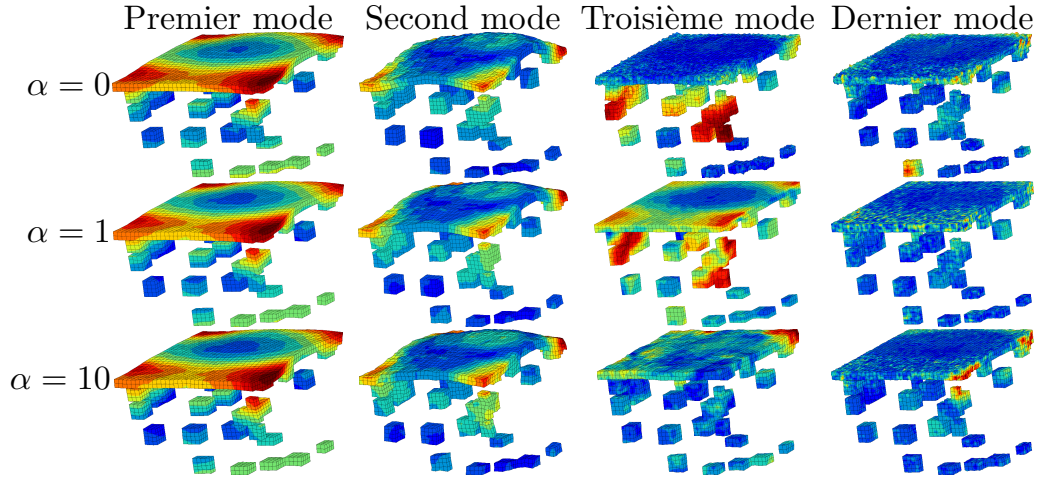 Premier mode Second mode Troisième mode Dernier mode
α = 0
α = 1
α = 10